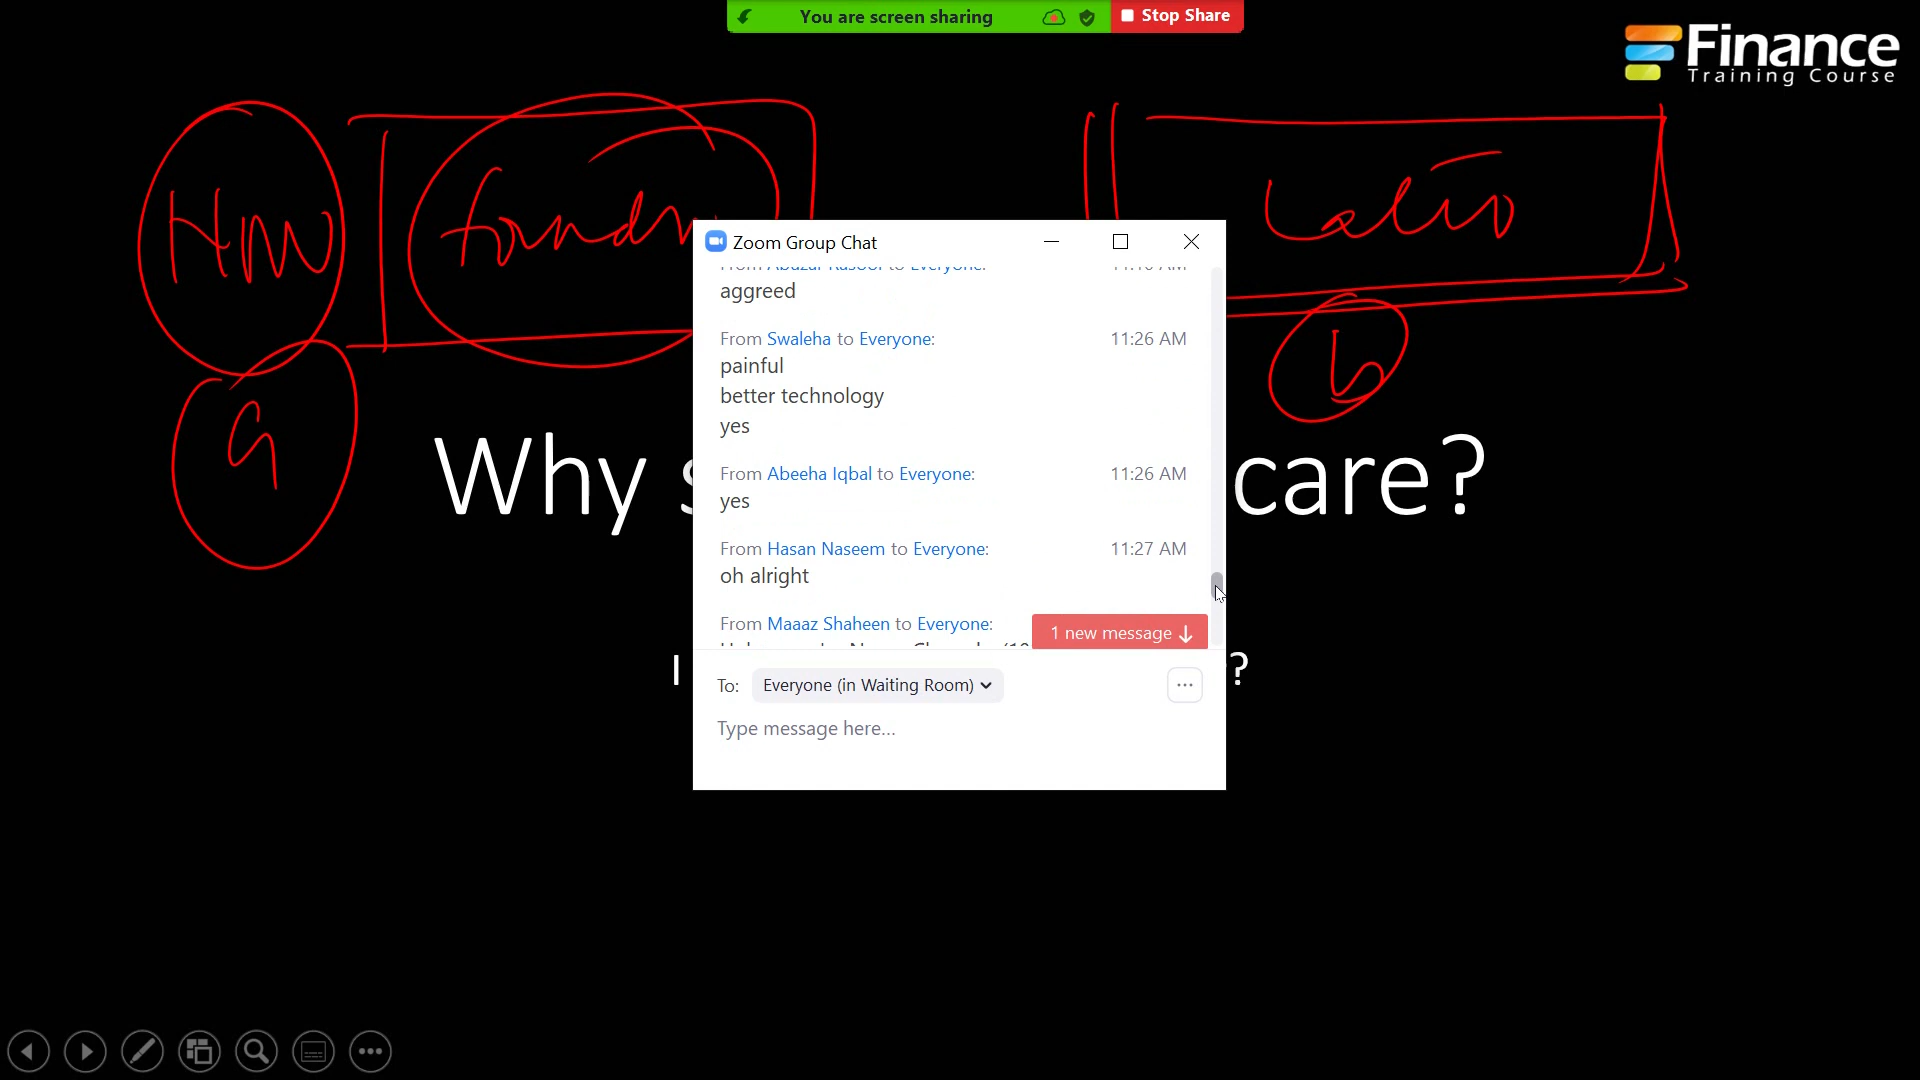 You are screen sharing
Stop Share
Finance
Training Course
Zoom Group Chat
aggreed
From Swaleha to Everyone:
11:26 AM
painful
better technology
yes
From Abeeha Iqbal to Everyone:
11:26 AM
yes
From Hasan Naseem to Everyone:
11:27 AM
oh alright
From Maaaz Shaheen to Everyone:
1 new message
To: Everyone (in Waiting Room)
Type message here...
Why
care?
I
?